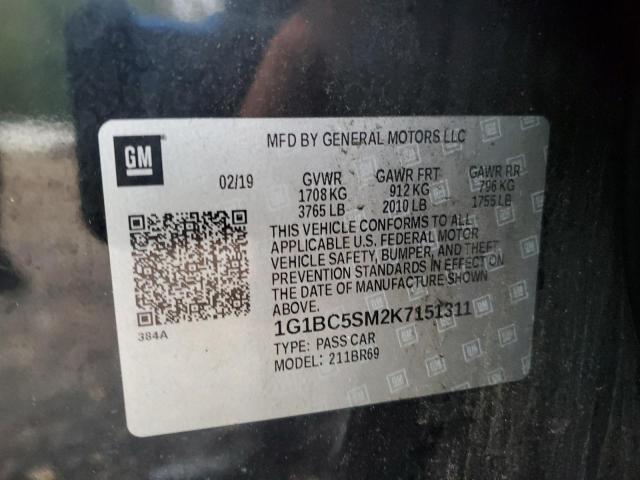 MFD BY GENERAL MOTORS LLC
GM
02/19
GVWR GAWR FRT GAWR RR
1708 KG 912 KG 796 KG
3765 LB 2010 LB 1755 LB
THIS VEHICLE CONFORMS TO ALL
APPLICABLE U.S. FEDERAL MOTOR
VEHICLE SAFETY, BUMPER, AND THEFT
PREVENTION STANDARDS IN EFFECT
ON THE DATE OF MANUFACTURE SHOWN
ABOVE.
1G1BC5SM2K7151311
384A
TYPE: PASS CAR
MODEL: 211BR69